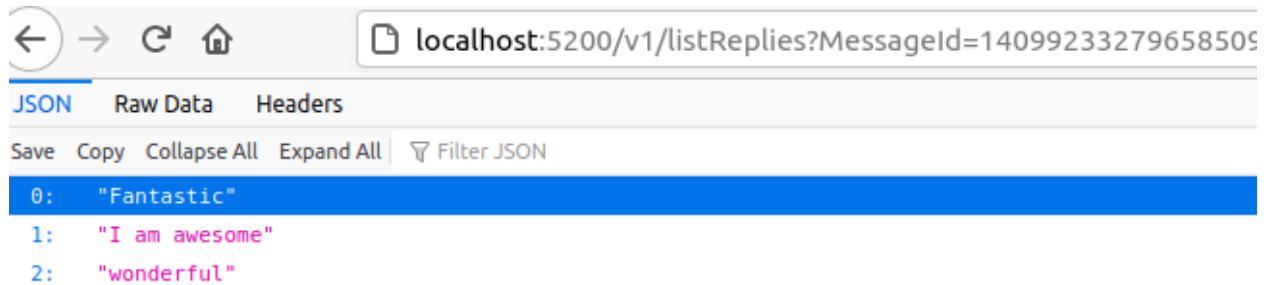 localhost:5200/v1/listReplies?MessageId=14099233279658509
JSON Raw Data Headers
Save Copy Collapse All Expand All Filter JSON
0: "Fantastic"
1: "I am awesome"
2: "wonderful"